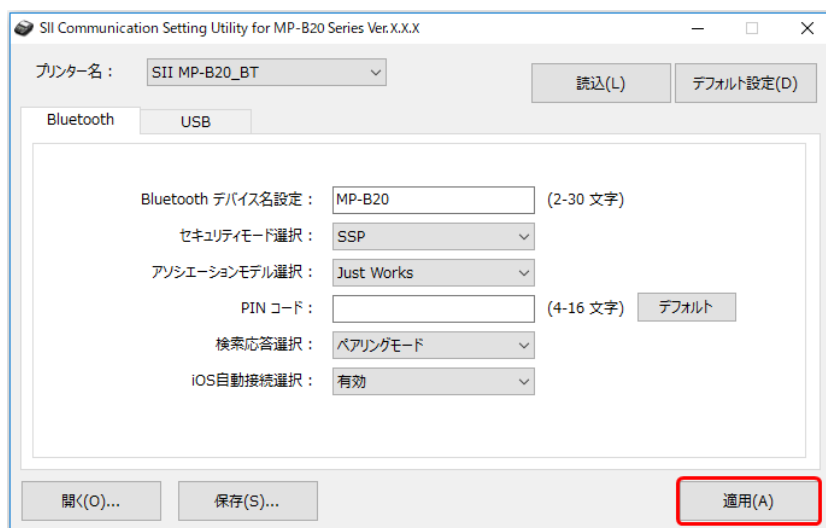 SII Communication Setting Utility for MP-B20 Series Ver.X.X.X
プリンター名： SII MP-B20_BT 読込(L) デフォルト設定(D)
Bluetooth USB
Bluetooth デバイス名設定： MP-B20 (2-30 文字)
セキュリティモード選択： SSP
アソシエーションモデル選択： Just Works
PIN コード： (4-16 文字) デフォルト
検索応答選択： ペアリングモード
iOS自動接続選択： 有効
開く(O)... 保存(S)... 適用(A)